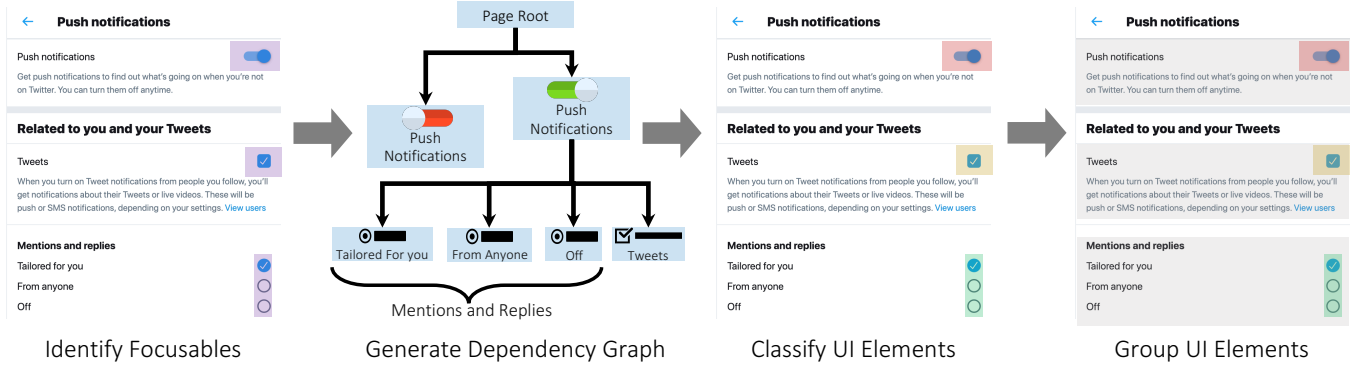 Push notifications
Push notifications
Get push notifications to find out what's going on when you're not
on Twitter. You can turn them off anytime.
Related to you and your Tweets
Tweets
When you turn on Tweet notifications from people you follow, you'll
get notifications about their Tweets or live videos. These will be
push or SMS notifications, depending on your settings. View users
Mentions and replies
Tailored for you
From anyone
Off
Identify Focusables
Page Root
Push
Notifications
Push
Notifications
Tailored For you
From Anyone
Off
Tweets
Mentions and Replies
Generate Dependency Graph
Push notifications
Push notifications
Get push notifications to find out what's going on when you're not
on Twitter. You can turn them off anytime.
Related to you and your Tweets
Tweets
When you turn on Tweet notifications from people you follow, you'll
get notifications about their Tweets or live videos. These will be
push or SMS notifications, depending on your settings. View users
Mentions and replies
Tailored for you
From anyone
Off
Classify UI Elements
Push notifications
Push notifications
Get push notifications to find out what's going on when you're not
on Twitter. You can turn them off anytime.
Related to you and your Tweets
Tweets
When you turn on Tweet notifications from people you follow, you'll
get notifications about their Tweets or live videos. These will be
push or SMS notifications, depending on your settings. View users
Mentions and replies
Tailored for you
From anyone
Off
Group UI Elements